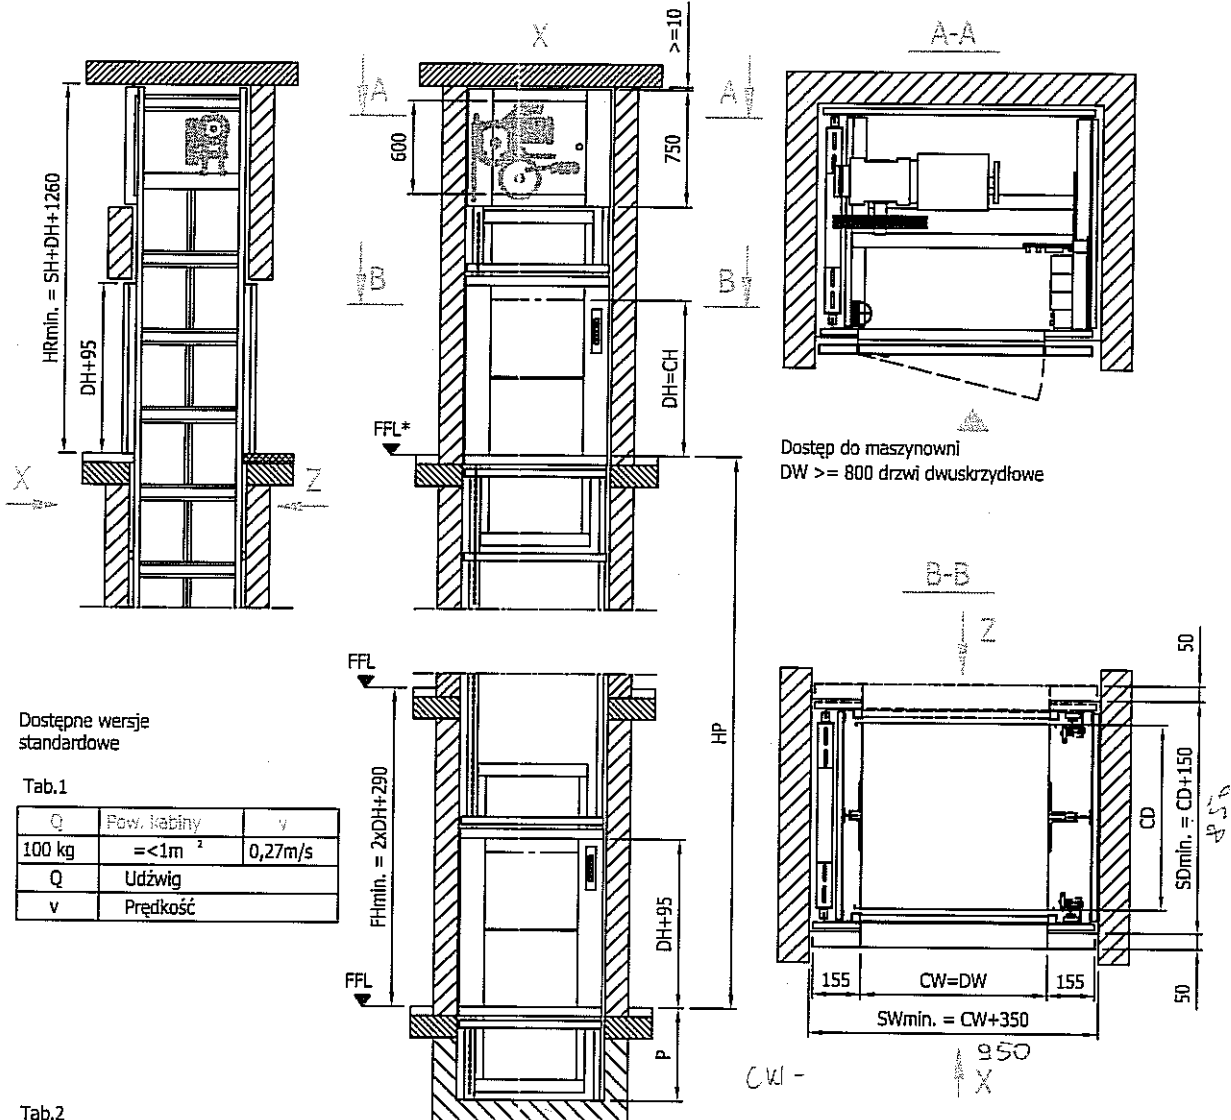 X
>=10
A-A
A
A
600
750
HRmin. = SH+DH+1260
B
B
DH+95
DH=CH
FFL*
Dostęp do maszynowni
DW >= 800 drzwi dwuskrzydłowe
X
Z
B-B
Z
50
FFL
HP
Dostępne wersje
standardowe
FHmin. = 2xDH+290
CD
SDmin. = CD+150
Tab.1
Q Pow. kabiny v
100 kg =<1m ² 0,27m/s
Q Udźwig
v Prędkość
DH+95
FFL
155 CW=DW 155
50
SWmin. = CW+350
P
CW - 950
X
Tab.2